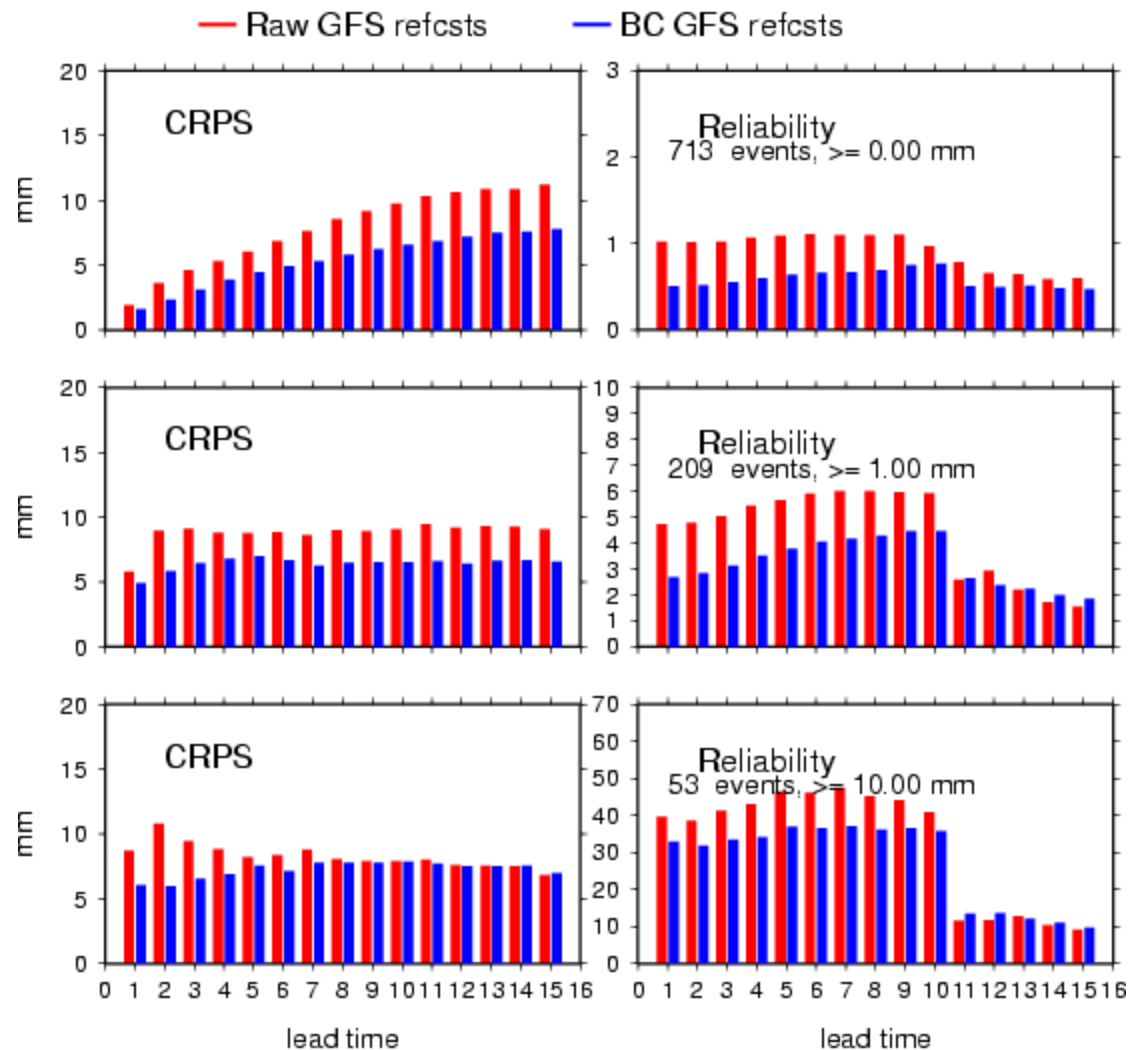 Raw GFS refcsts BC GFS refcsts
20 15 10 5 0
mm
CRPS
3 2 1 0
Reliability
713 events, >= 0.00 mm
20 15 10 5 0
mm
CRPS
10 9 8 7 6 5 4 3 2 1 0
Reliability
209 events, >= 1.00 mm
20 15 10 5 0
mm
CRPS
70 60 50 40 30 20 10 0
Reliability
53 events, >= 10.00 mm
0 1 2 3 4 5 6 7 8 9 10 11 12 13 14 15 16
0 1 2 3 4 5 6 7 8 9 10 11 12 13 14 15 16
lead time
lead time